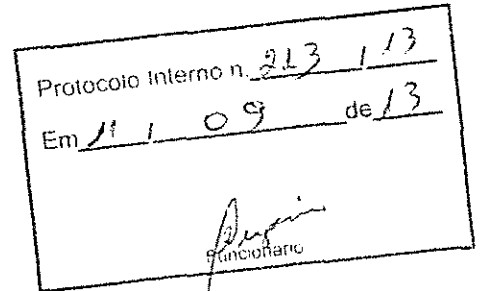 Protocolo Interno n. 213 / 13
Em 11 / 09 de 13
Funcionário